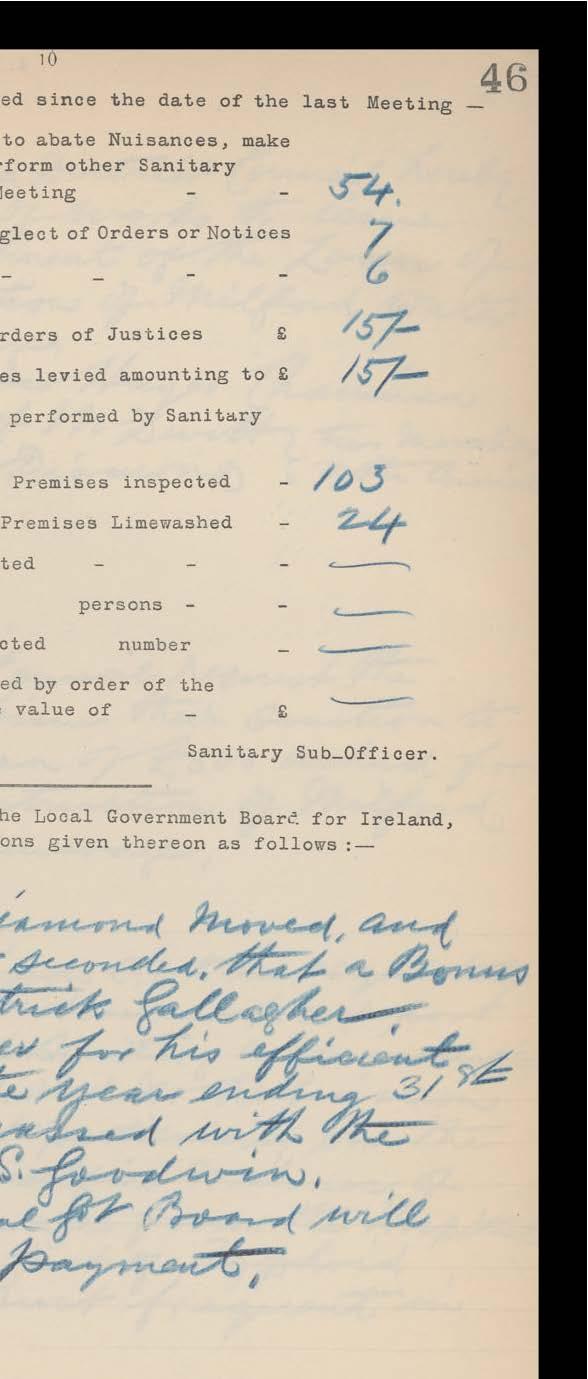 10
46
ed since the date of the last Meeting —
to abate Nuisances, make
rform other Sanitary
Meeting - - 54.
glect of Orders or Notices 7
- - - - 6
rders of Justices £ 15/-
es levied amounting to £ 15/-
performed by Sanitary
Premises inspected - 103
Premises Limewashed - 24
ted - - - —
persons - - —
cted number - —
ed by order of the
value of - £ —
Sanitary Sub-Officer.
he Local Government Board for Ireland,
ons given thereon as follows:—
iamond Moved, and
seconded, that a Bonus
trick Gallagher
er for his efficient
te year ending 31st
assed with the
S. Goodwin.
al Gt Board will
payment.